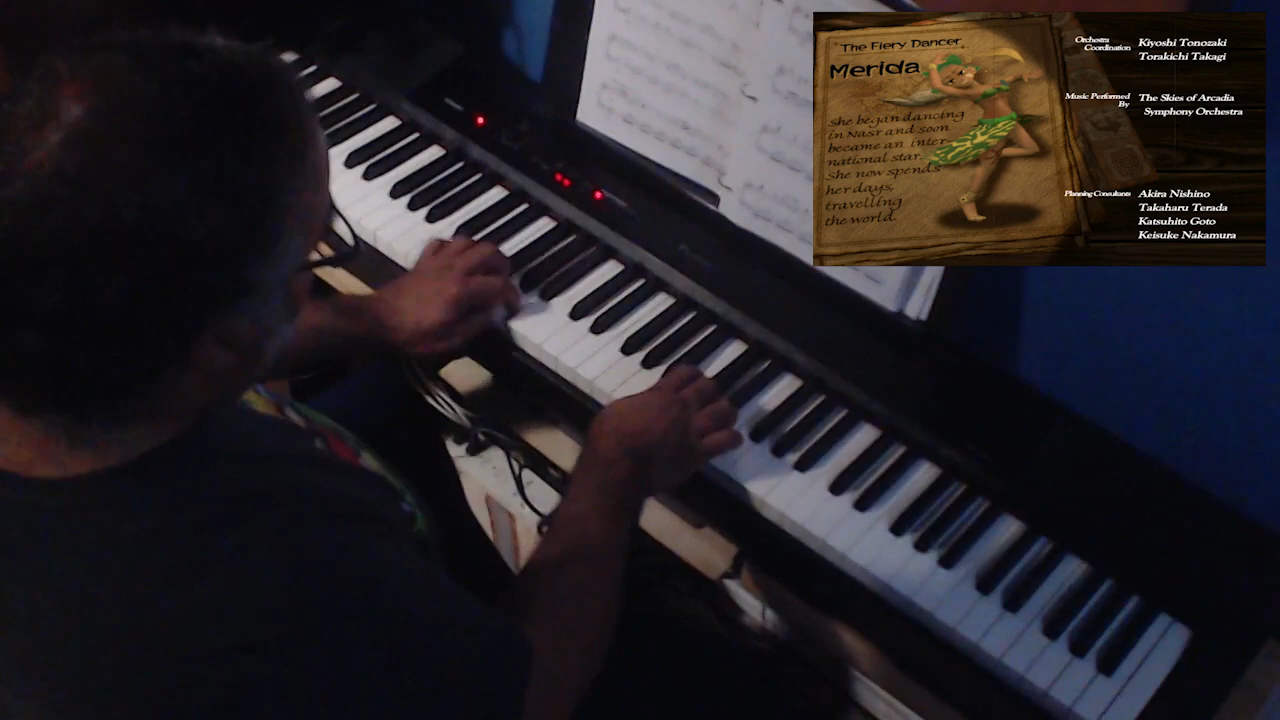 "The Fiery Dancer"
Merida
She began dancing
in Nasr and soon
became an inter
national star.
She now spends
her days,
travelling
the world.
Orchestra
Coordination
Kiyoshi Tonozaki
Torakichi Takagi
Music Performed
By
The Skies of Arcadia
Symphony Orchestra
Planning Consultants
Akira Nishino
Takaharu Terada
Katsuhito Goto
Keisuke Nakamura